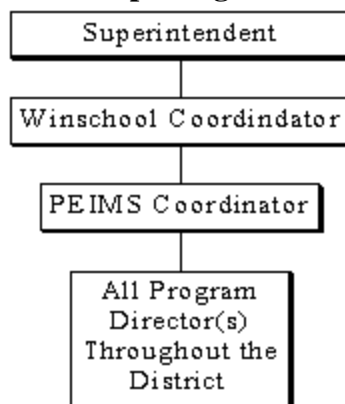 Superintendent
Winschool Coordindator
PEIMS Coordinator
All Program
Director(s)
Throughout the
District